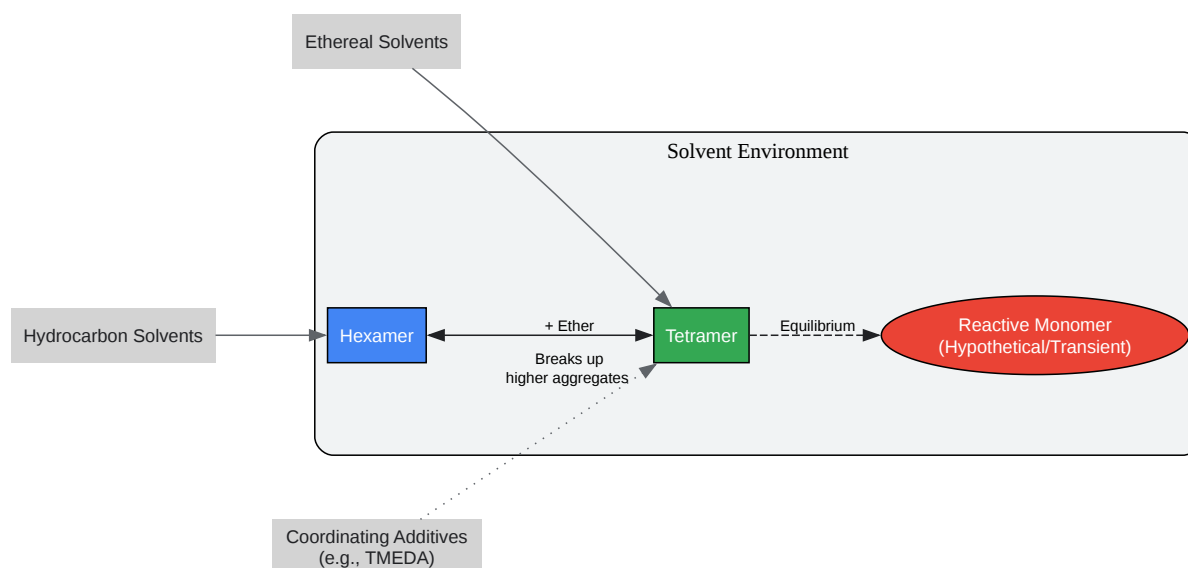 Ethereal Solvents
Solvent Environment
Hydrocarbon Solvents
Hexamer
+ Ether
Breaks up
higher aggregates
Tetramer
Equilibrium
Reactive Monomer
(Hypothetical/Transient)
Coordinating Additives
(e.g., TMEDA)